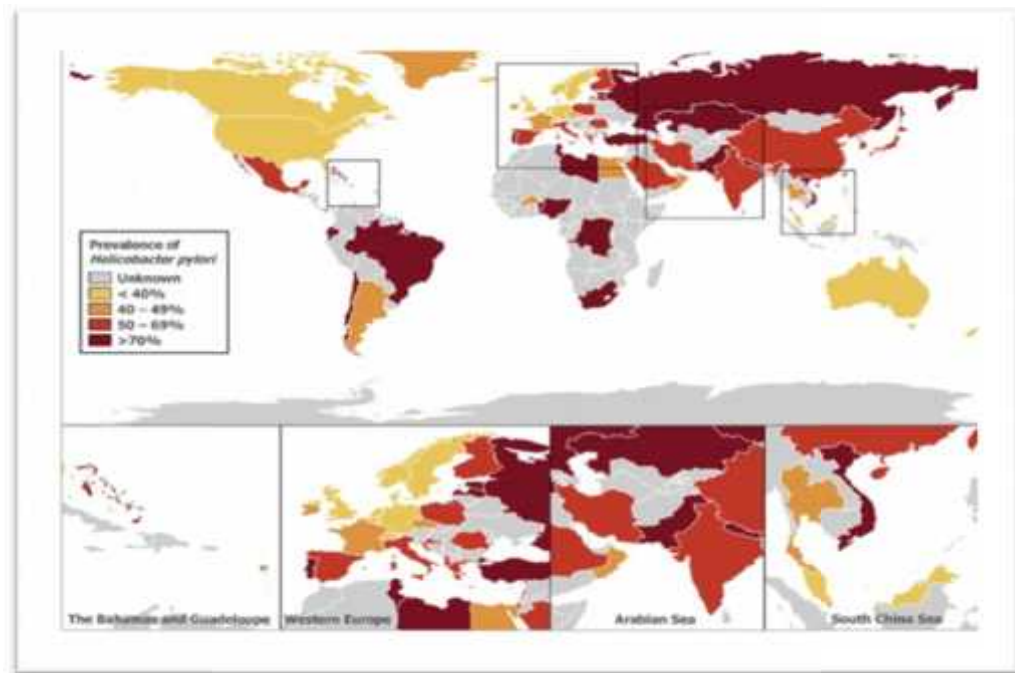 Prevalence of
Helicobacter pylori
Unknown
< 40%
40 – 49%
50 – 69%
>70%
The Bahamas and Guadeloupe
Western Europe
Arabian Sea
South China Sea